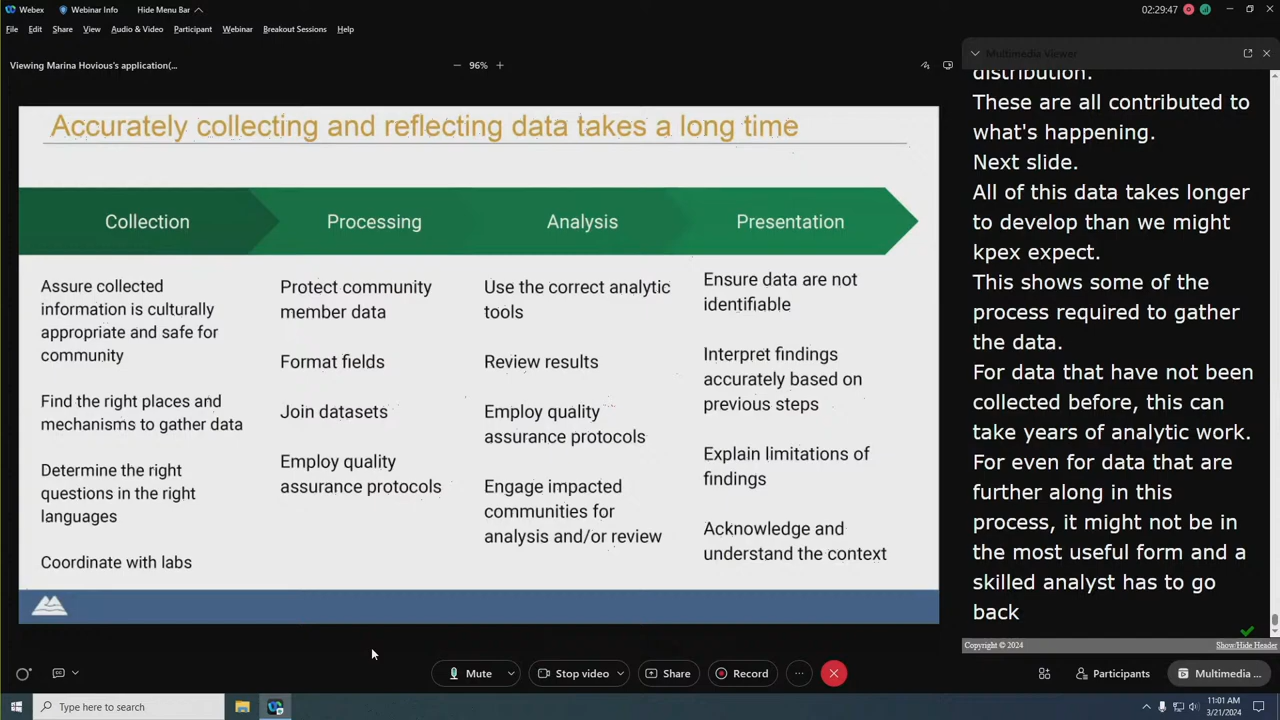 Webex
Webinar Info
Hide Menu Bar
02:29:47
File Edit Share View Audio & Video Participant Webinar Breakout Sessions Help
Viewing Marina Hovious's application(...
96%
Multimedia Viewer
Accurately collecting and reflecting data takes a long time
Collection
Assure collected
information is culturally
appropriate and safe for
community
Find the right places and
mechanisms to gather data
Determine the right
questions in the right
languages
Coordinate with labs
Processing
Protect community
member data
Format fields
Join datasets
Employ quality
assurance protocols
Analysis
Use the correct analytic
tools
Review results
Employ quality
assurance protocols
Engage impacted
communities for
analysis and/or review
Presentation
Ensure data are not
identifiable
Interpret findings
accurately based on
previous steps
Explain limitations of
findings
Acknowledge and
understand the context
distribution.
These are all contributed to
what's happening.
Next slide.
All of this data takes longer
to develop than we might
kpex expect.
This shows some of the
process required to gather
the data.
For data that have not been
collected before, this can
take years of analytic work.
For even for data that are
further along in this
process, it might not be in
the most useful form and a
skilled analyst has to go
back
Copyright © 2024
Show/Hide Header
Mute
Stop video
Share
Record
Participants
Multimedia ...
Type here to search
11:01 AM
3/21/2024